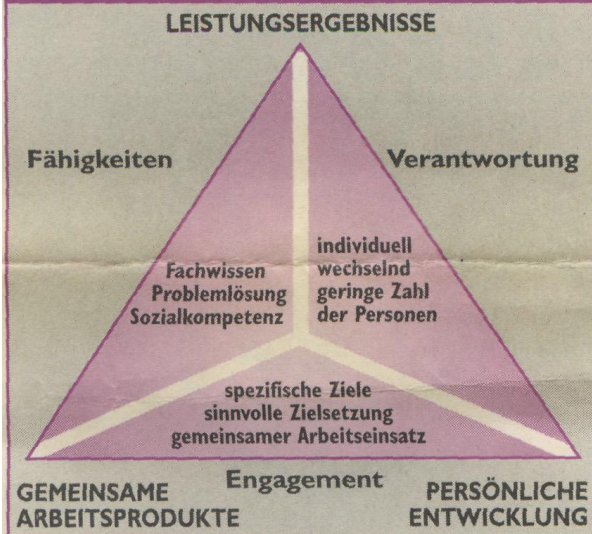 LEISTUNGSERGEBNISSE
Fähigkeiten
Verantwortung
Fachwissen
Problemlösung
Sozialkompetenz
individuell
wechselnd
geringe Zahl
der Personen
spezifische Ziele
sinnvolle Zielsetzung
gemeinsamer Arbeitseinsatz
Engagement
GEMEINSAME
ARBEITSPRODUKTE
PERSÖNLICHE
ENTWICKLUNG